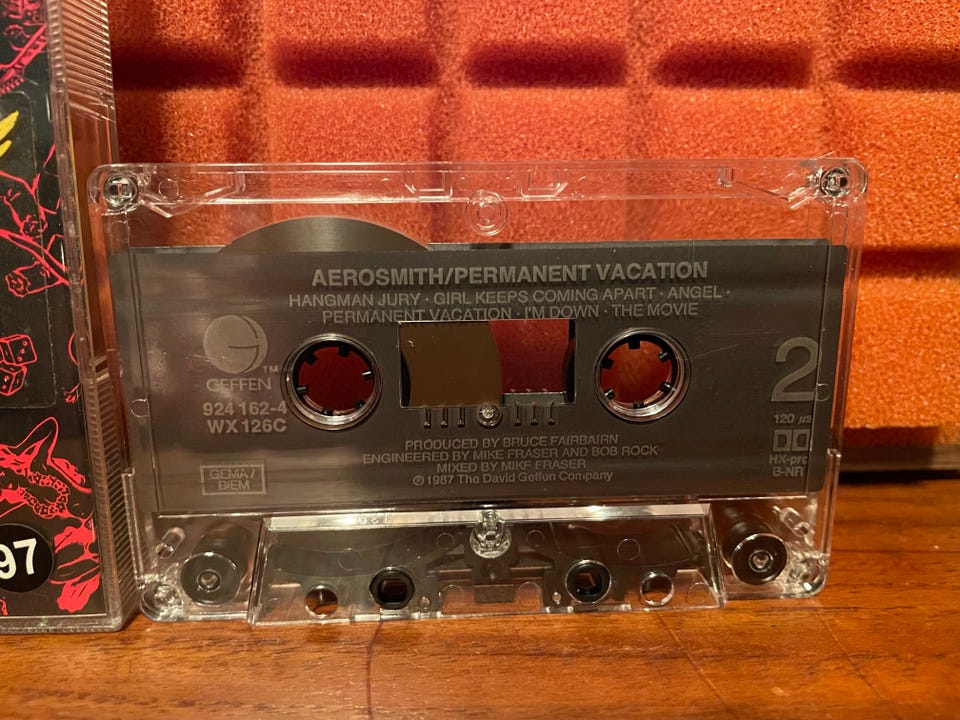 AEROSMITH/PERMANENT VACATION
HANGMAN JURY · GIRL KEEPS COMING APART · ANGEL ·
PERMANENT VACATION · I'M DOWN · THE MOVIE
GEFFEN™
924 162-4
WX 126C
GEMA/
BIEM
2
120 µs
HX-pro
B-NR
PRODUCED BY BRUCE FAIRBAIRN
ENGINEERED BY MIKE FRASER AND BOB ROCK
MIXED BY MIKE FRASER
℗ 1987 The David Geffen Company
97